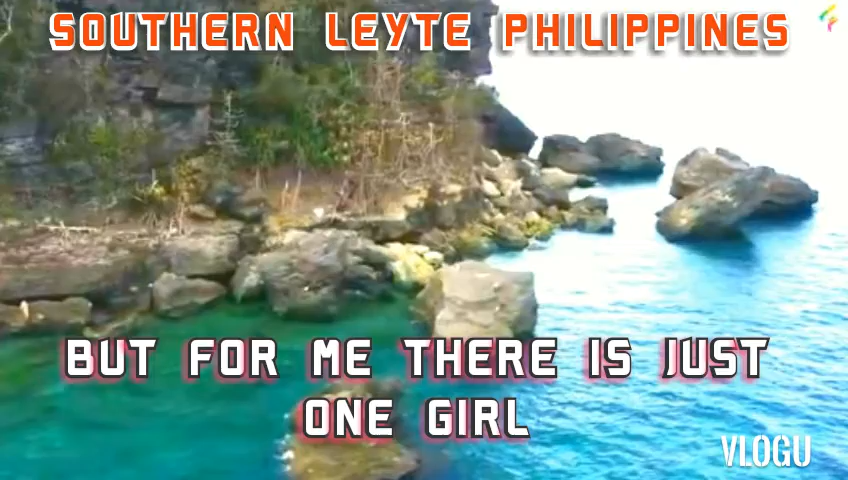 SOUTHERN LEYTE PHILIPPINES
BUT FOR ME THERE IS JUST
ONE GIRL
VLOGU